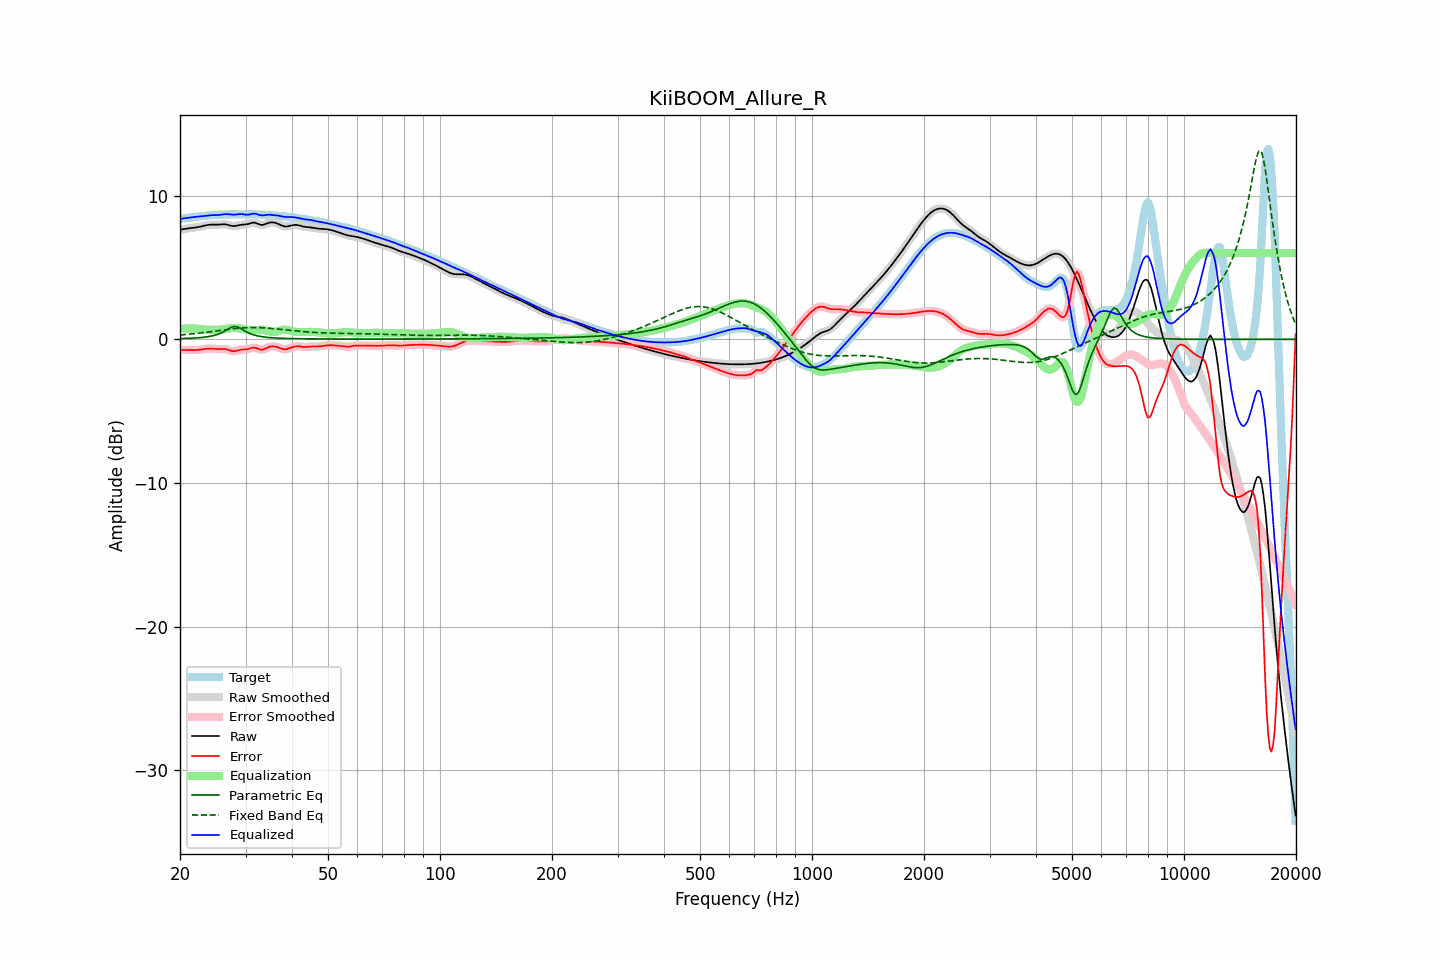 KiiBOOM_Allure_R
Amplitude (dBr)
10
0
−10
−20
−30
Target
Raw Smoothed
Error Smoothed
Raw
Error
Equalization
Parametric Eq
Fixed Band Eq
Equalized
20 50 100 200 500 1000 2000 5000 10000 20000
Frequency (Hz)